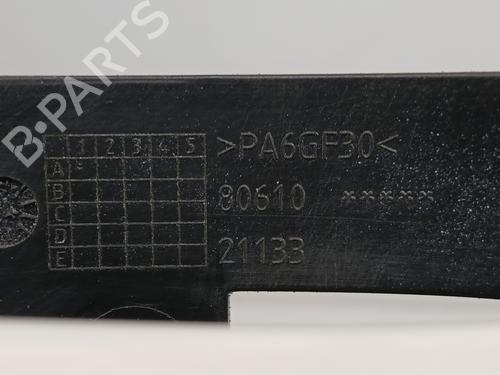 B-PARTS
1 2 3 4 5
>PA6GF30<
A
B
80610 *****
C
D
21133
E